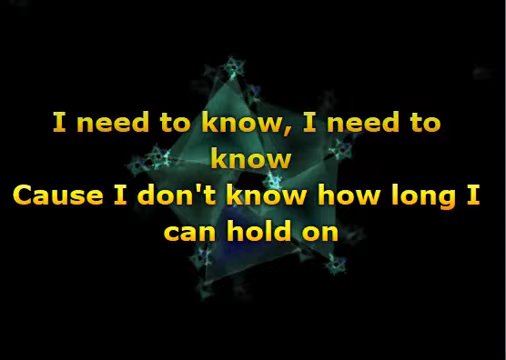 I need to know, I need to
know
Cause I don't know how long I
can hold on